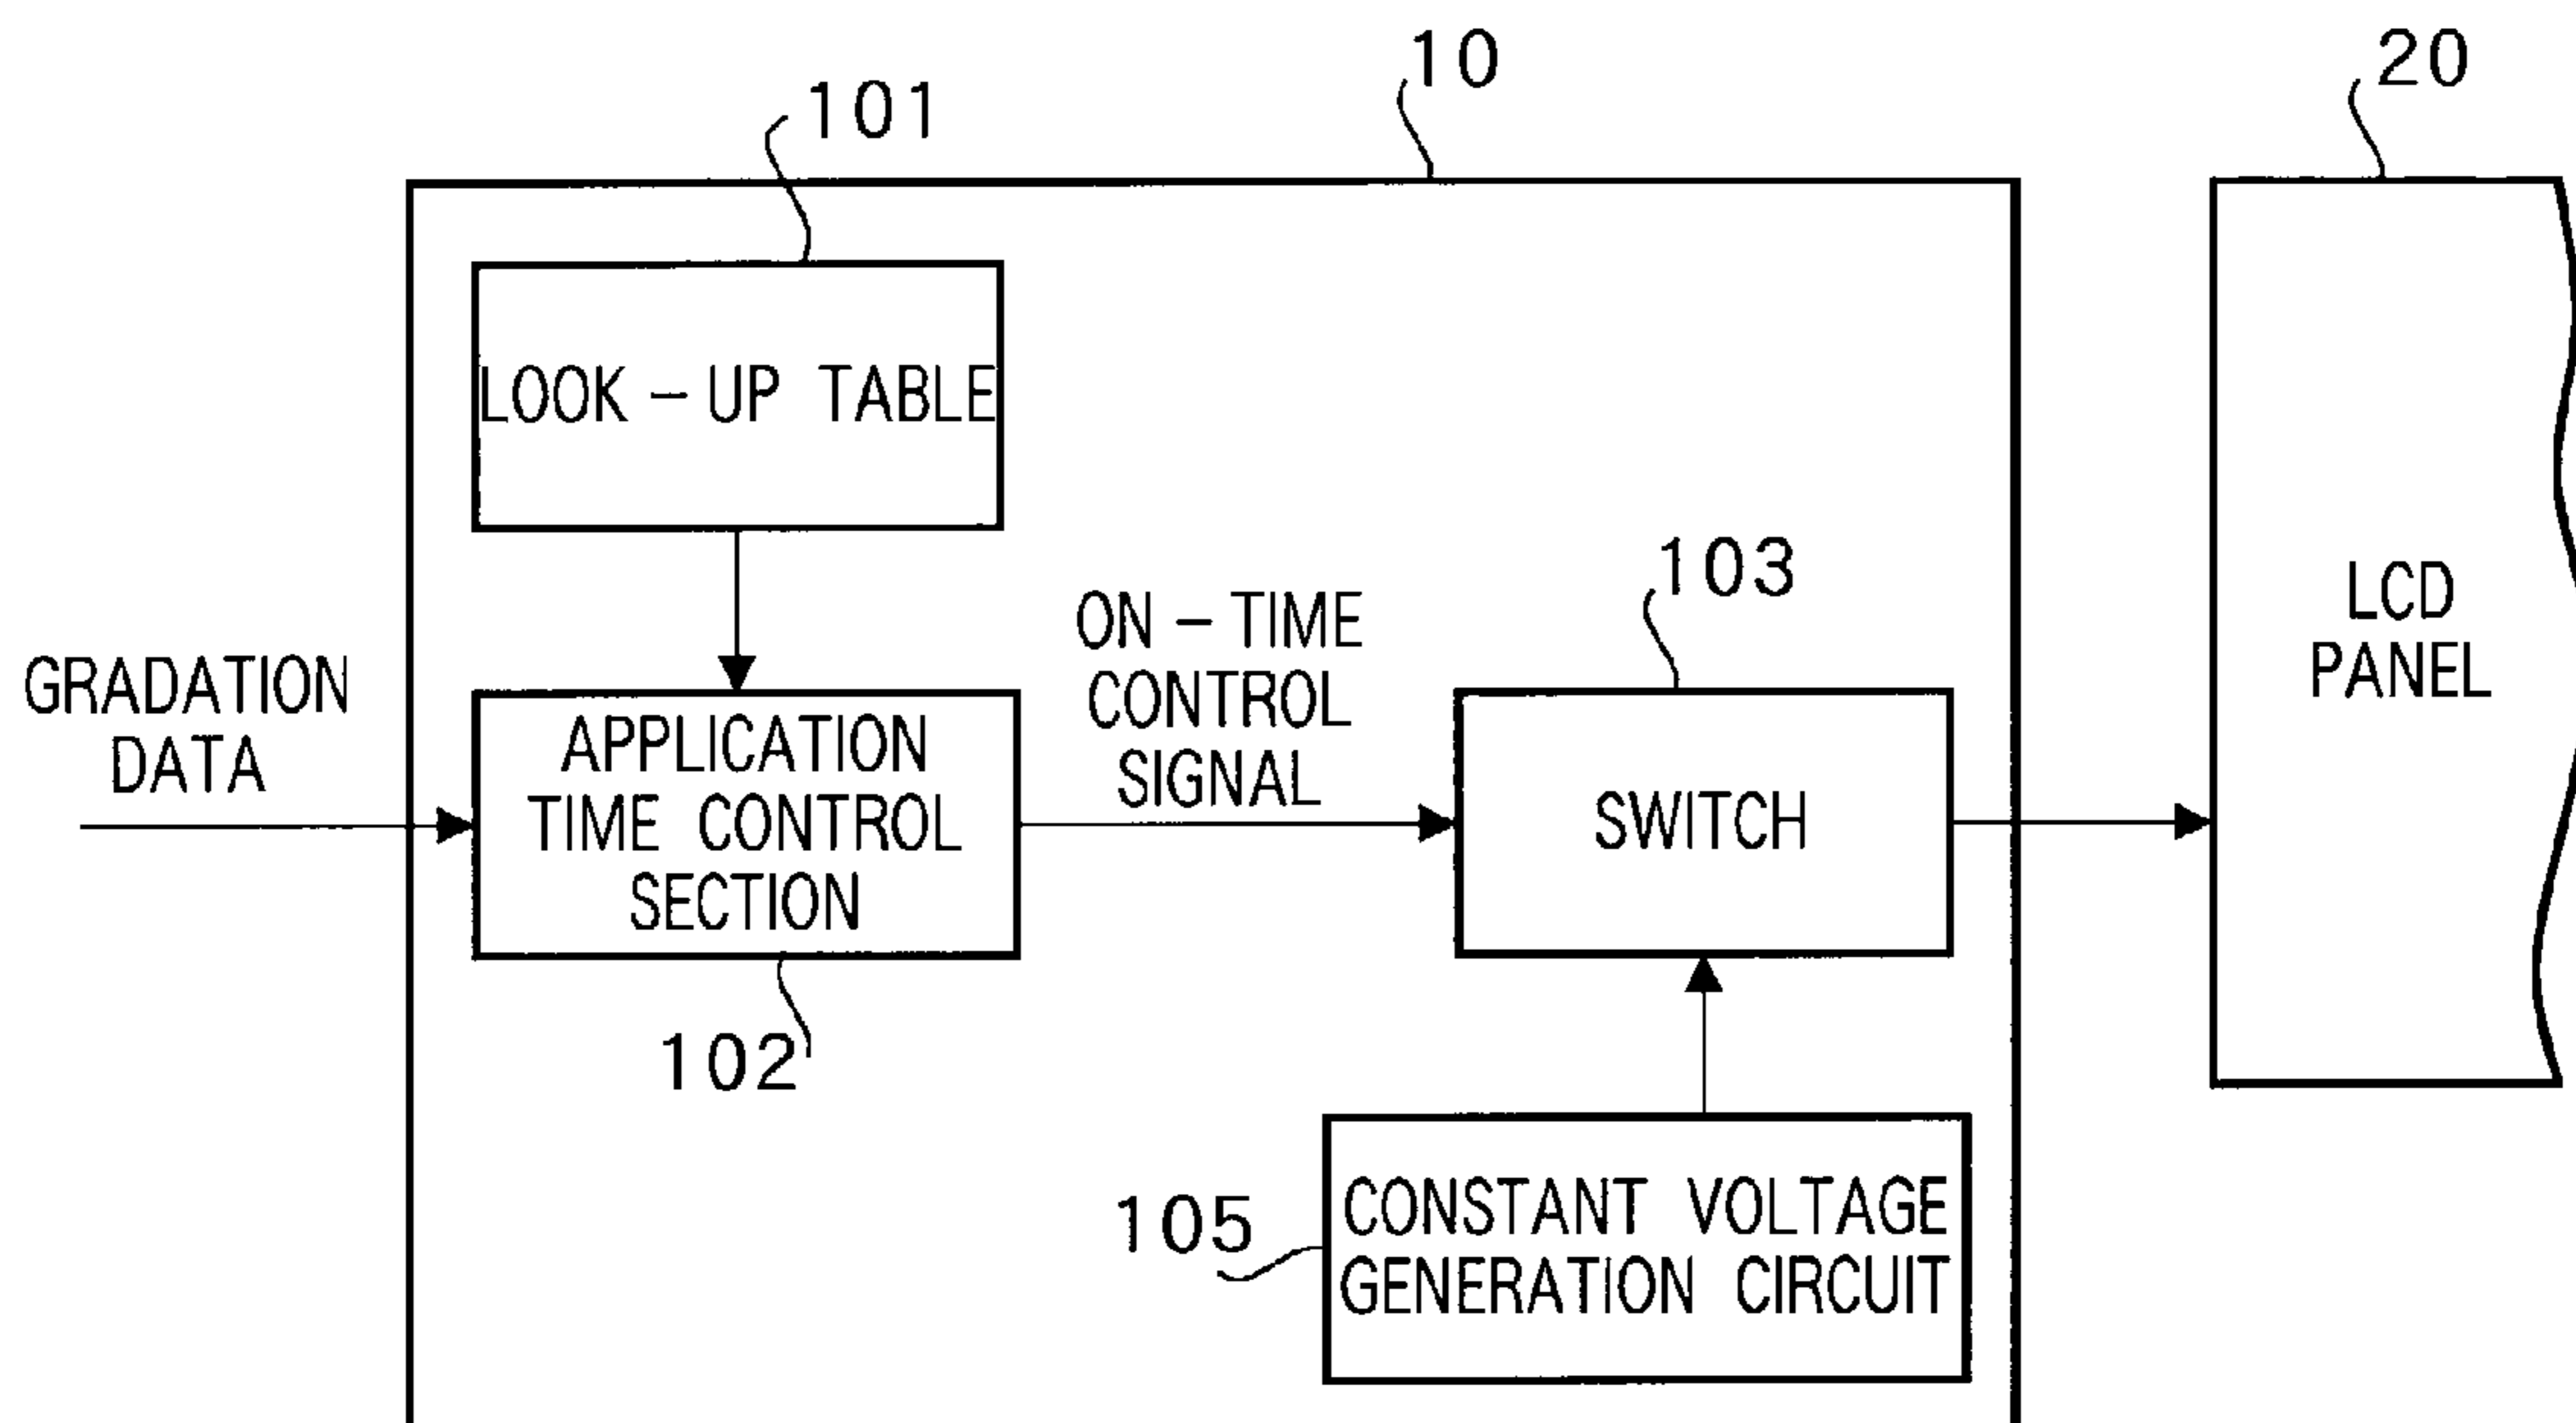 10
20
101
LOOK-UP TABLE
103
ON-TIME
CONTROL
SIGNAL
LCD
PANEL
GRADATION
DATA
APPLICATION
TIME CONTROL
SECTION
SWITCH
102
105
CONSTANT VOLTAGE
GENERATION CIRCUIT